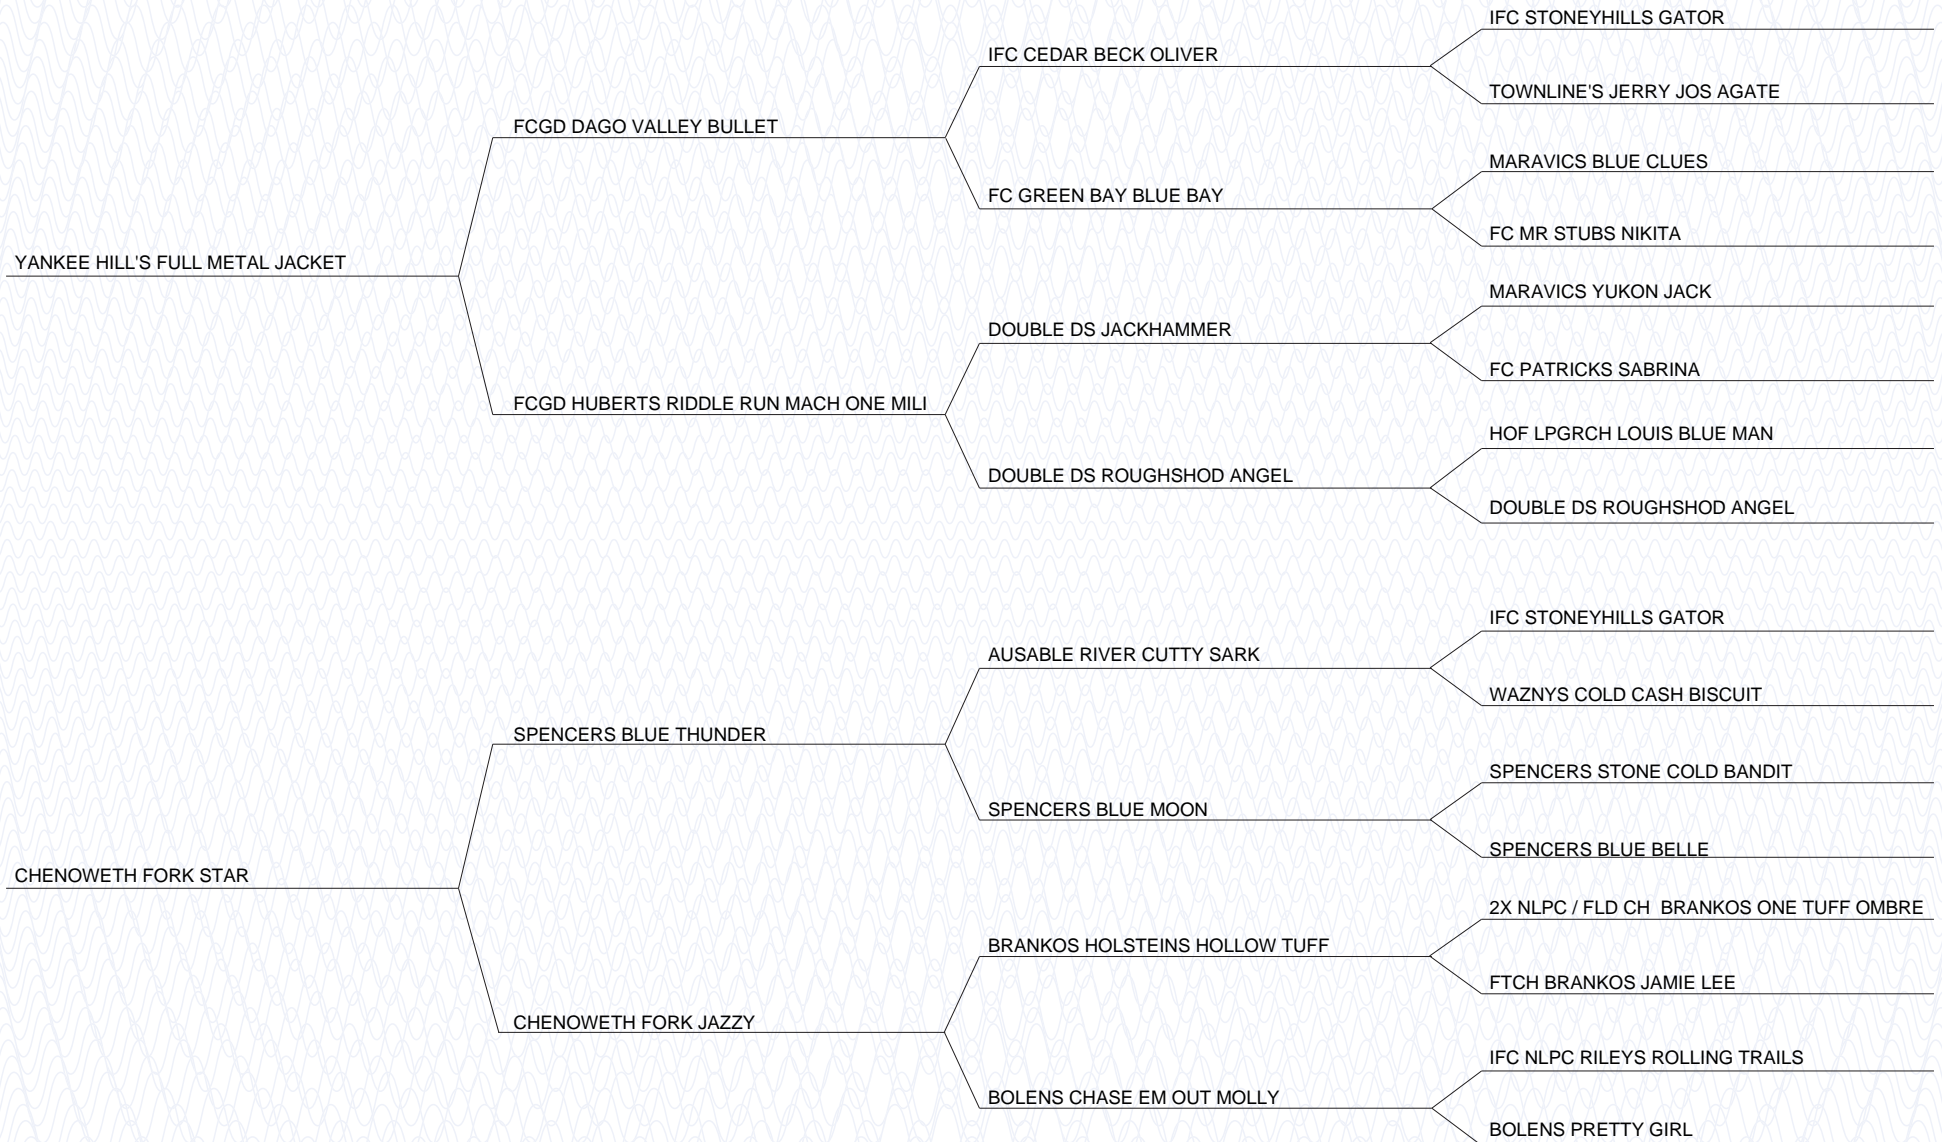 IFC STONEYHILLS GATOR
IFC CEDAR BECK OLIVER
TOWNLINE'S JERRY JOS AGATE
FCGD DAGO VALLEY BULLET
MARAVICS BLUE CLUES
FC GREEN BAY BLUE BAY
FC MR STUBS NIKITA
YANKEE HILL'S FULL METAL JACKET
MARAVICS YUKON JACK
DOUBLE DS JACKHAMMER
FC PATRICKS SABRINA
FCGD HUBERTS RIDDLE RUN MACH ONE MILI
HOF LPGRCH LOUIS BLUE MAN
DOUBLE DS ROUGHSHOD ANGEL
DOUBLE DS ROUGHSHOD ANGEL
IFC STONEYHILLS GATOR
AUSABLE RIVER CUTTY SARK
WAZNYS COLD CASH BISCUIT
SPENCERS BLUE THUNDER
SPENCERS STONE COLD BANDIT
SPENCERS BLUE MOON
SPENCERS BLUE BELLE
CHENOWETH FORK STAR
2X NLPC / FLD CH  BRANKOS ONE TUFF OMBRE
BRANKOS HOLSTEINS HOLLOW TUFF
FTCH BRANKOS JAMIE LEE
CHENOWETH FORK JAZZY
IFC NLPC RILEYS ROLLING TRAILS
BOLENS CHASE EM OUT MOLLY
BOLENS PRETTY GIRL